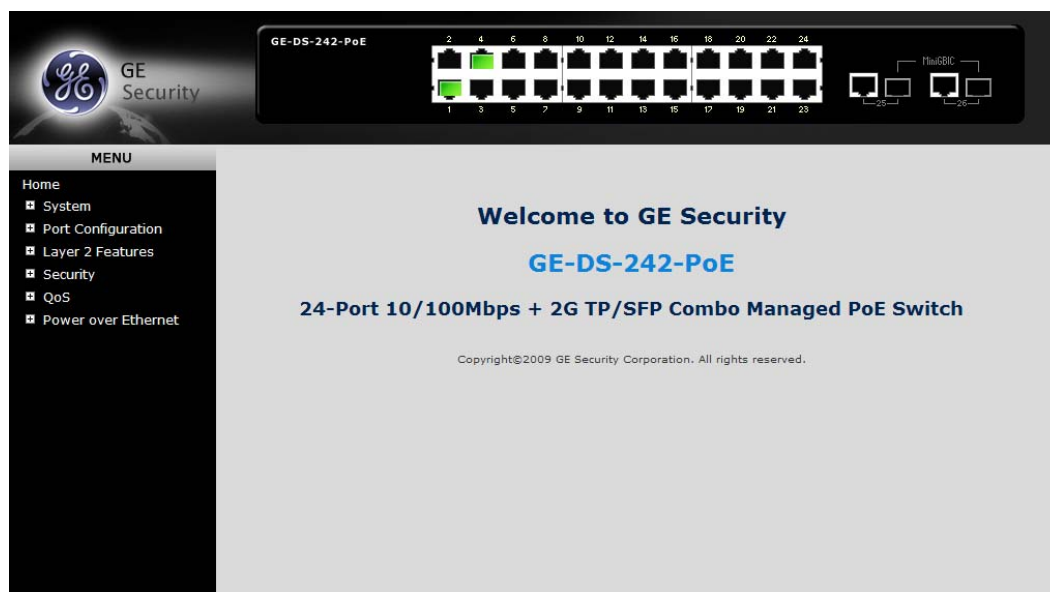 GE-DS-242-PoE
2 4 6 8 10 12 14 16 18 20 22 24
MiniGBIC
25 26
1 3 5 7 9 11 13 15 17 19 21 23
GE
Security
MENU
Home
System
Port Configuration
Layer 2 Features
Security
QoS
Power over Ethernet
Welcome to GE Security
GE-DS-242-PoE
24-Port 10/100Mbps + 2G TP/SFP Combo Managed PoE Switch
Copyright©2009 GE Security Corporation. All rights reserved.